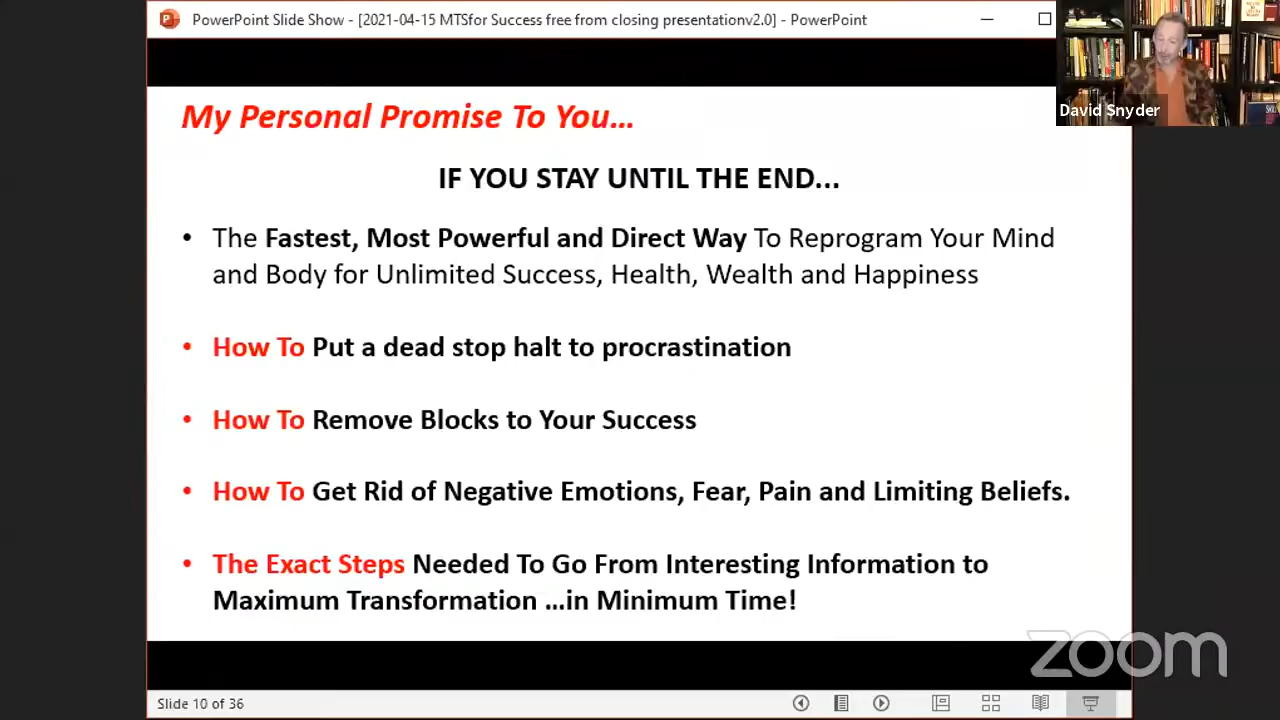 PowerPoint Slide Show - [2021-04-15 MTSfor Success free from closing presentationv2.0] - PowerPoint
David Snyder
My Personal Promise To You...
IF YOU STAY UNTIL THE END...
• The Fastest, Most Powerful and Direct Way To Reprogram Your Mind
and Body for Unlimited Success, Health, Wealth and Happiness
• How To Put a dead stop halt to procrastination
• How To Remove Blocks to Your Success
• How To Get Rid of Negative Emotions, Fear, Pain and Limiting Beliefs.
• The Exact Steps Needed To Go From Interesting Information to
Maximum Transformation ...in Minimum Time!
zoom
Slide 10 of 36